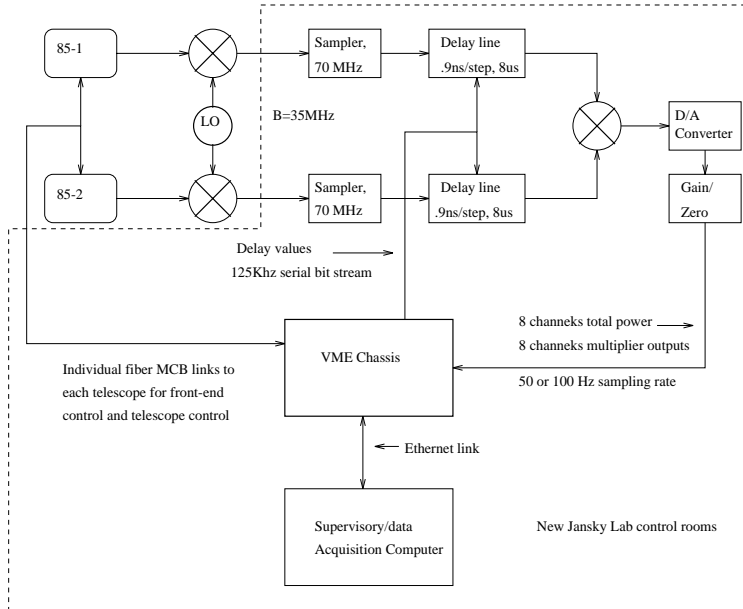 85-1
LO
85-2
B=35MHz
Sampler,
70 MHz
Delay line
.9ns/step, 8us
D/A
Converter
Sampler,
70 MHz
Delay line
.9ns/step, 8us
Gain/
Zero
Delay values
125Khz serial bit stream
8 channeks total power
8 channeks multiplier outputs
50 or 100 Hz sampling rate
VME Chassis
Individual fiber MCB links to
each telescope for front-end
control and telescope control
Ethernet link
Supervisory/data
Acquisition Computer
New Jansky Lab control rooms